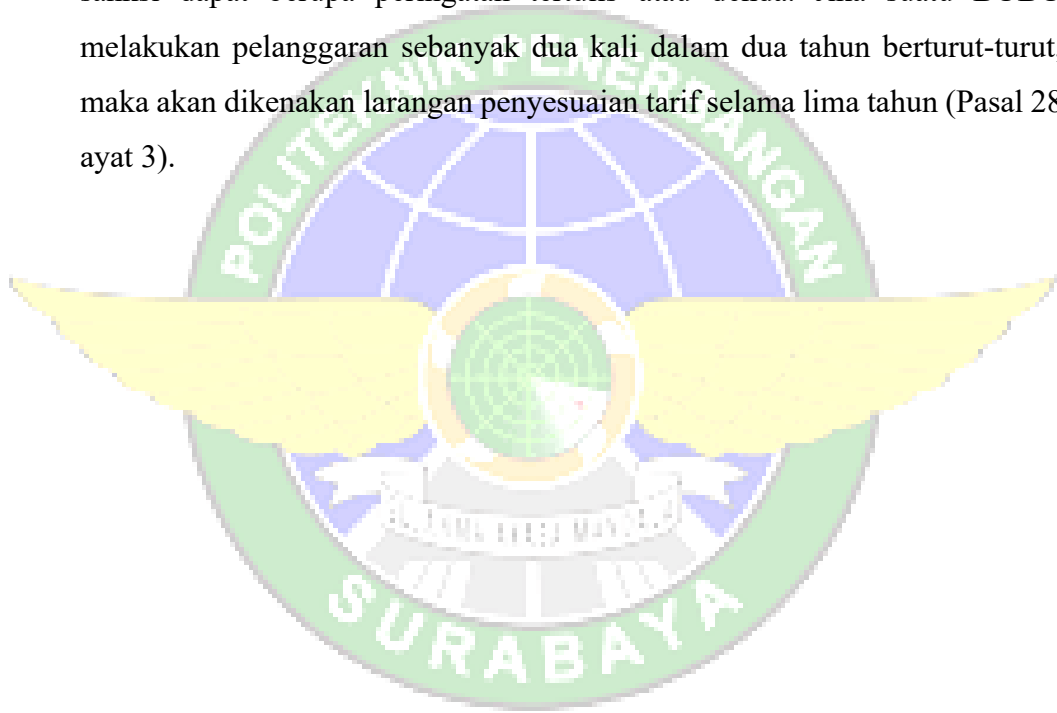 melakukan pelanggaran sebanyak dua kali dalam dua tahun berturut-turut,
maka akan dikenakan larangan penyesuaian tarif selama lima tahun (Pasal 28
ayat 3).
POLITEKNIK PENERBANGAN
SURABAYA